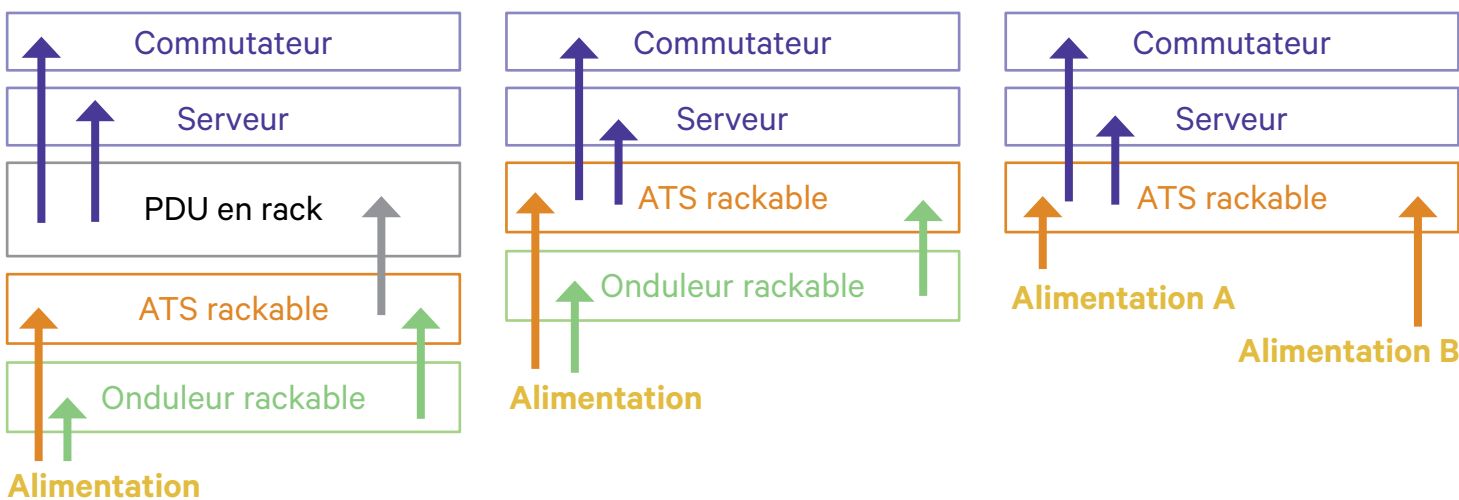 Commutateur
Serveur
PDU en rack
ATS rackable
Onduleur rackable
Alimentation
Commutateur
Serveur
ATS rackable
Onduleur rackable
Alimentation
Commutateur
Serveur
ATS rackable
Alimentation A
Alimentation B